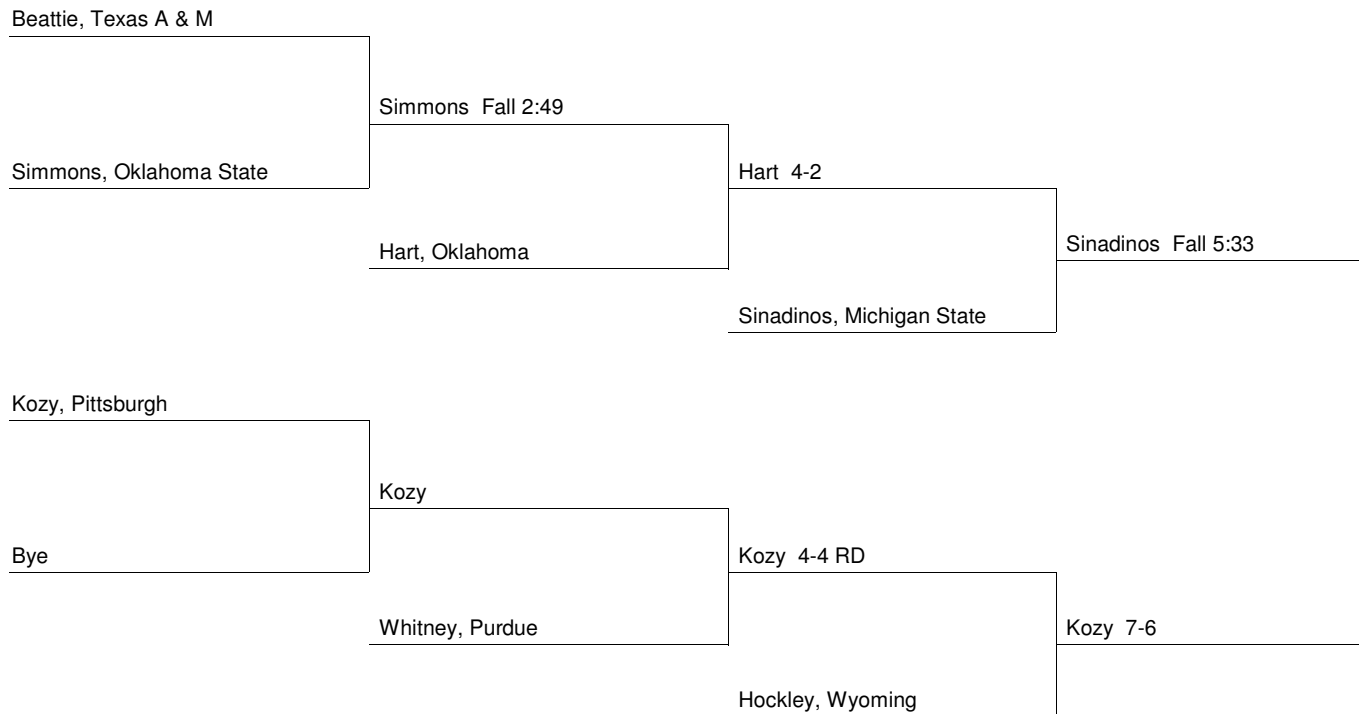 Beattie, Texas A & M
Simmons  Fall 2:49
Simmons, Oklahoma State
Hart  4-2
Hart, Oklahoma
Sinadinos  Fall 5:33
Sinadinos, Michigan State
Kozy, Pittsburgh
Kozy
Bye
Kozy  4-4 RD
Whitney, Purdue
Kozy  7-6
Hockley, Wyoming